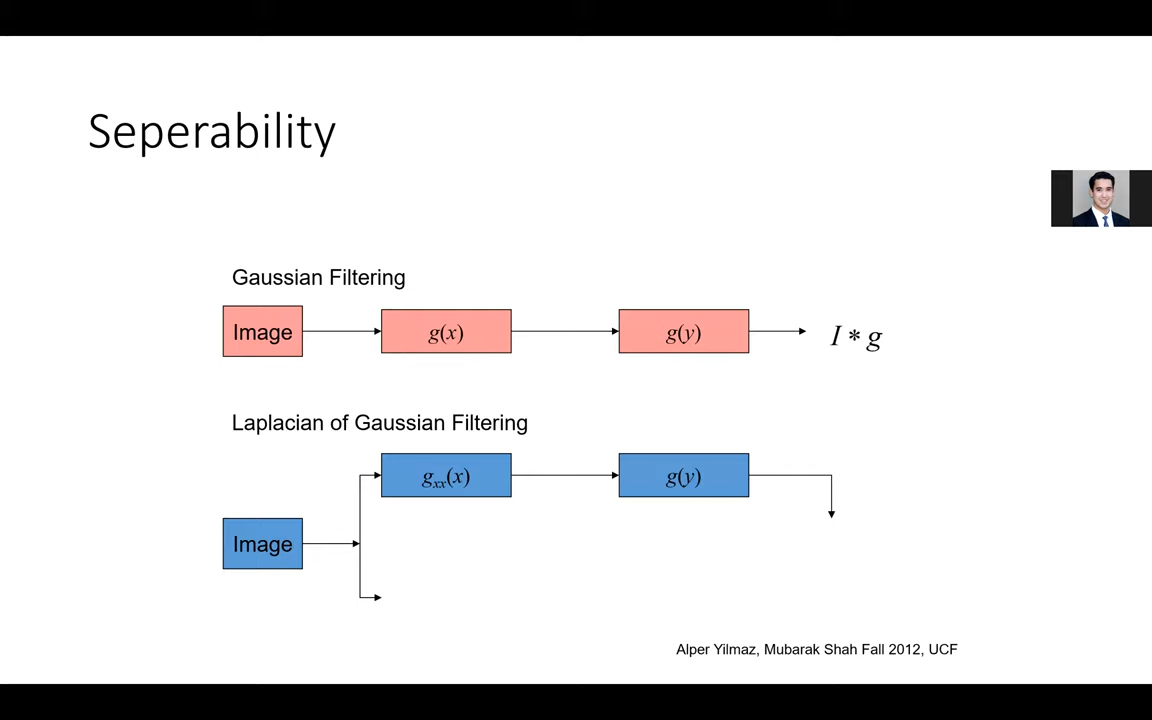 Seperability
Gaussian Filtering
Image
g(x)
g(y)
I * g
Laplacian of Gaussian Filtering
g_xx(x)
g(y)
Image
Alper Yilmaz, Mubarak Shah Fall 2012, UCF